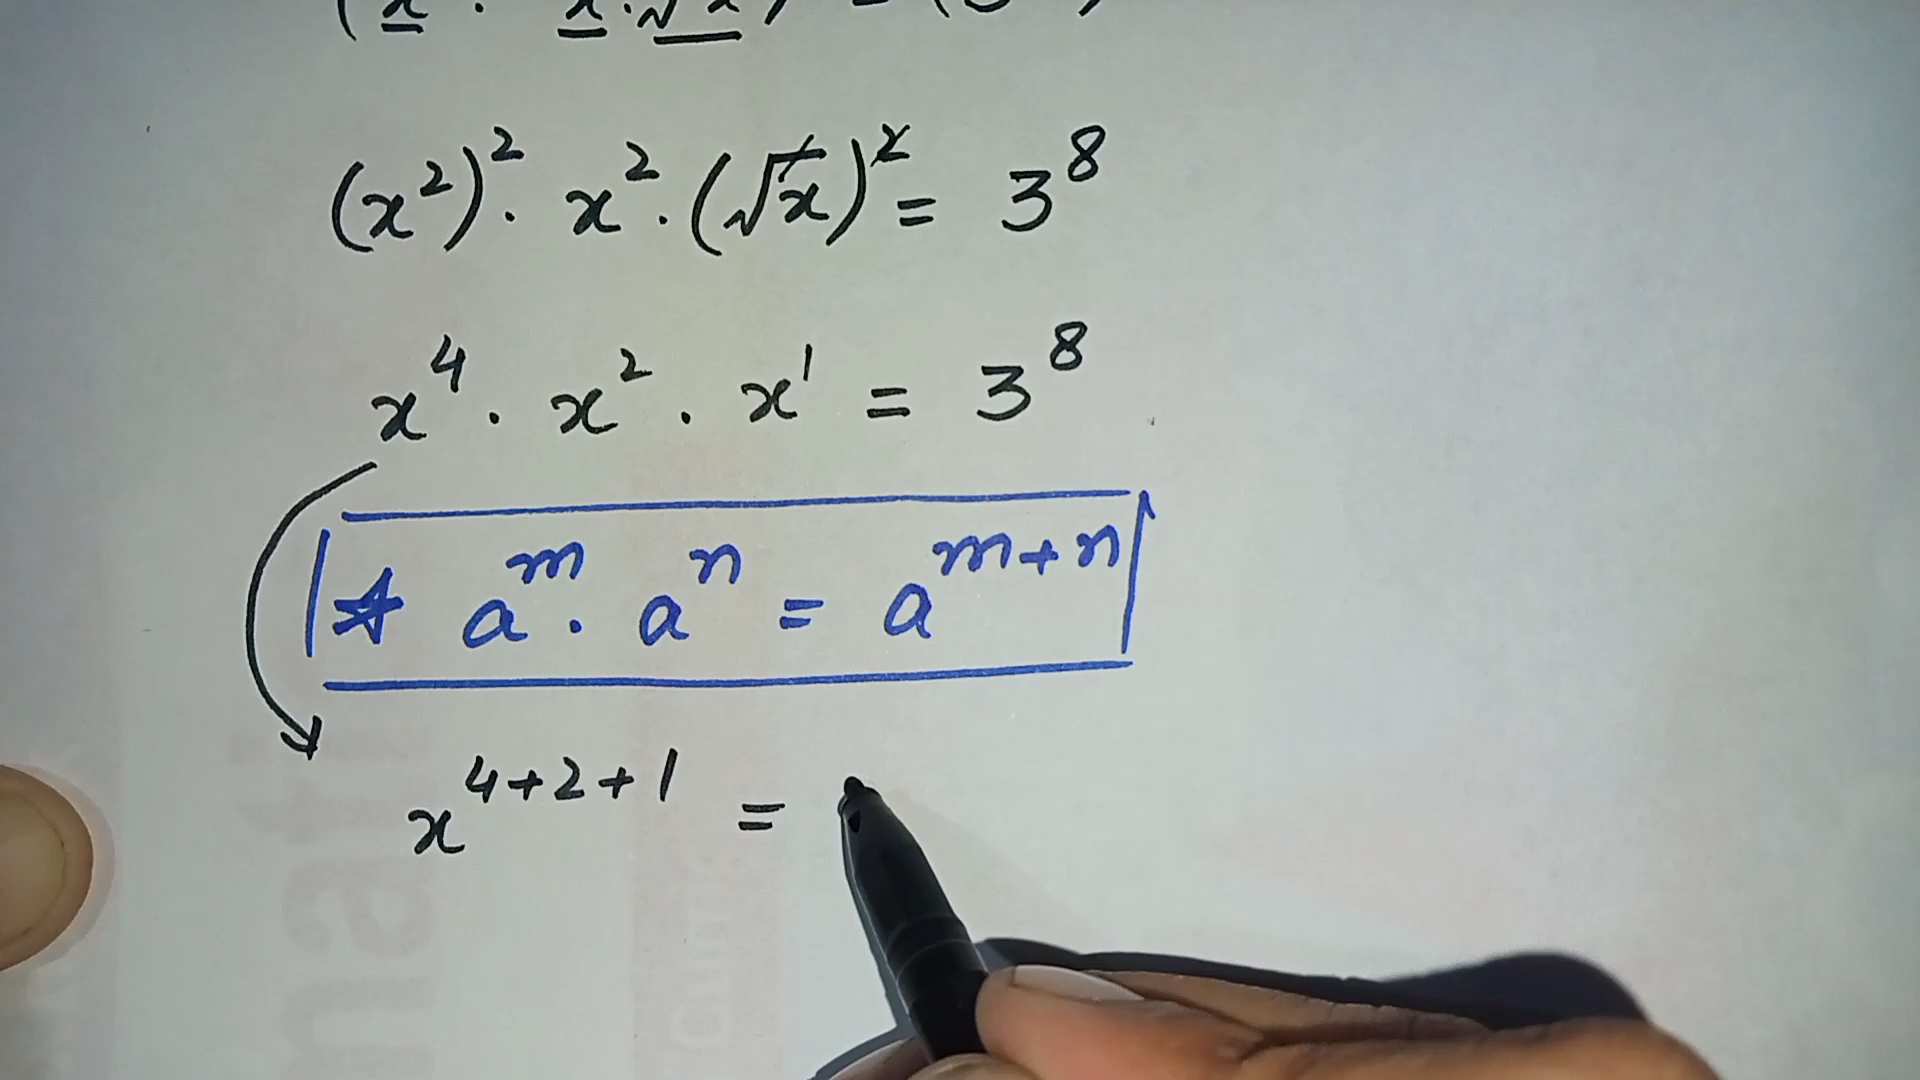 (x²)² · x² · (√x)² = 3⁸
x⁴ · x² · x¹ = 3⁸
★ aᵐ · aⁿ = aᵐ⁺ⁿ
x⁴⁺²⁺¹ =